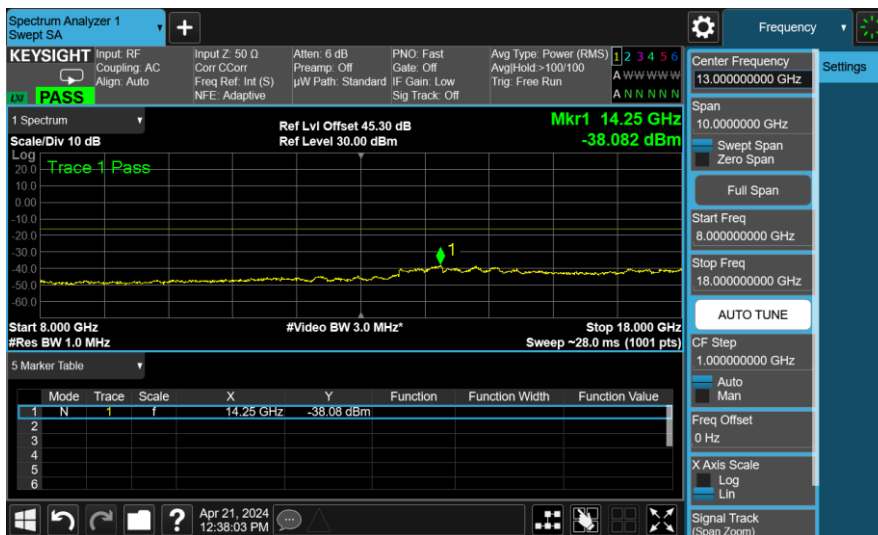 Spectrum Analyzer 1
Swept SA
Frequency
KEYSIGHT
Input: RF
Coupling: AC
Align: Auto
Input Z: 50 Ω
Corr CCorr
Freq Ref: Int (S)
NFE: Adaptive
Atten: 6 dB
Preamp: Off
µW Path: Standard
PNO: Fast
Gate: Off
IF Gain: Low
Sig Track: Off
Avg Type: Power (RMS)
Avg|Hold:>100/100
Trig: Free Run
1 2 3 4 5 6
A W W W W W
A N N N N N
LXI
PASS
1 Spectrum
Scale/Div 10 dB
Ref Lvl Offset 45.30 dB
Ref Level 30.00 dBm
Mkr1 14.25 GHz
-38.082 dBm
Log
Trace 1 Pass
20.0
10.0
0.00
-10.0
-20.0
-30.0
-40.0
-50.0
-60.0
1
Start 8.000 GHz
#Res BW 1.0 MHz
#Video BW 3.0 MHz*
Stop 18.000 GHz
Sweep ~28.0 ms (1001 pts)
5 Marker Table
Mode Trace Scale X Y Function Function Width Function Value
1 N 1 f 14.25 GHz -38.08 dBm
2
3
4
5
6
?
Apr 21, 2024
12:38:03 PM
Center Frequency
13.000000000 GHz
Settings
Span
10.0000000 GHz
Swept Span
Zero Span
Full Span
Start Freq
8.000000000 GHz
Stop Freq
18.000000000 GHz
AUTO TUNE
CF Step
1.000000000 GHz
Auto
Man
Freq Offset
0 Hz
X Axis Scale
Log
Lin
Signal Track
(Span Zoom)